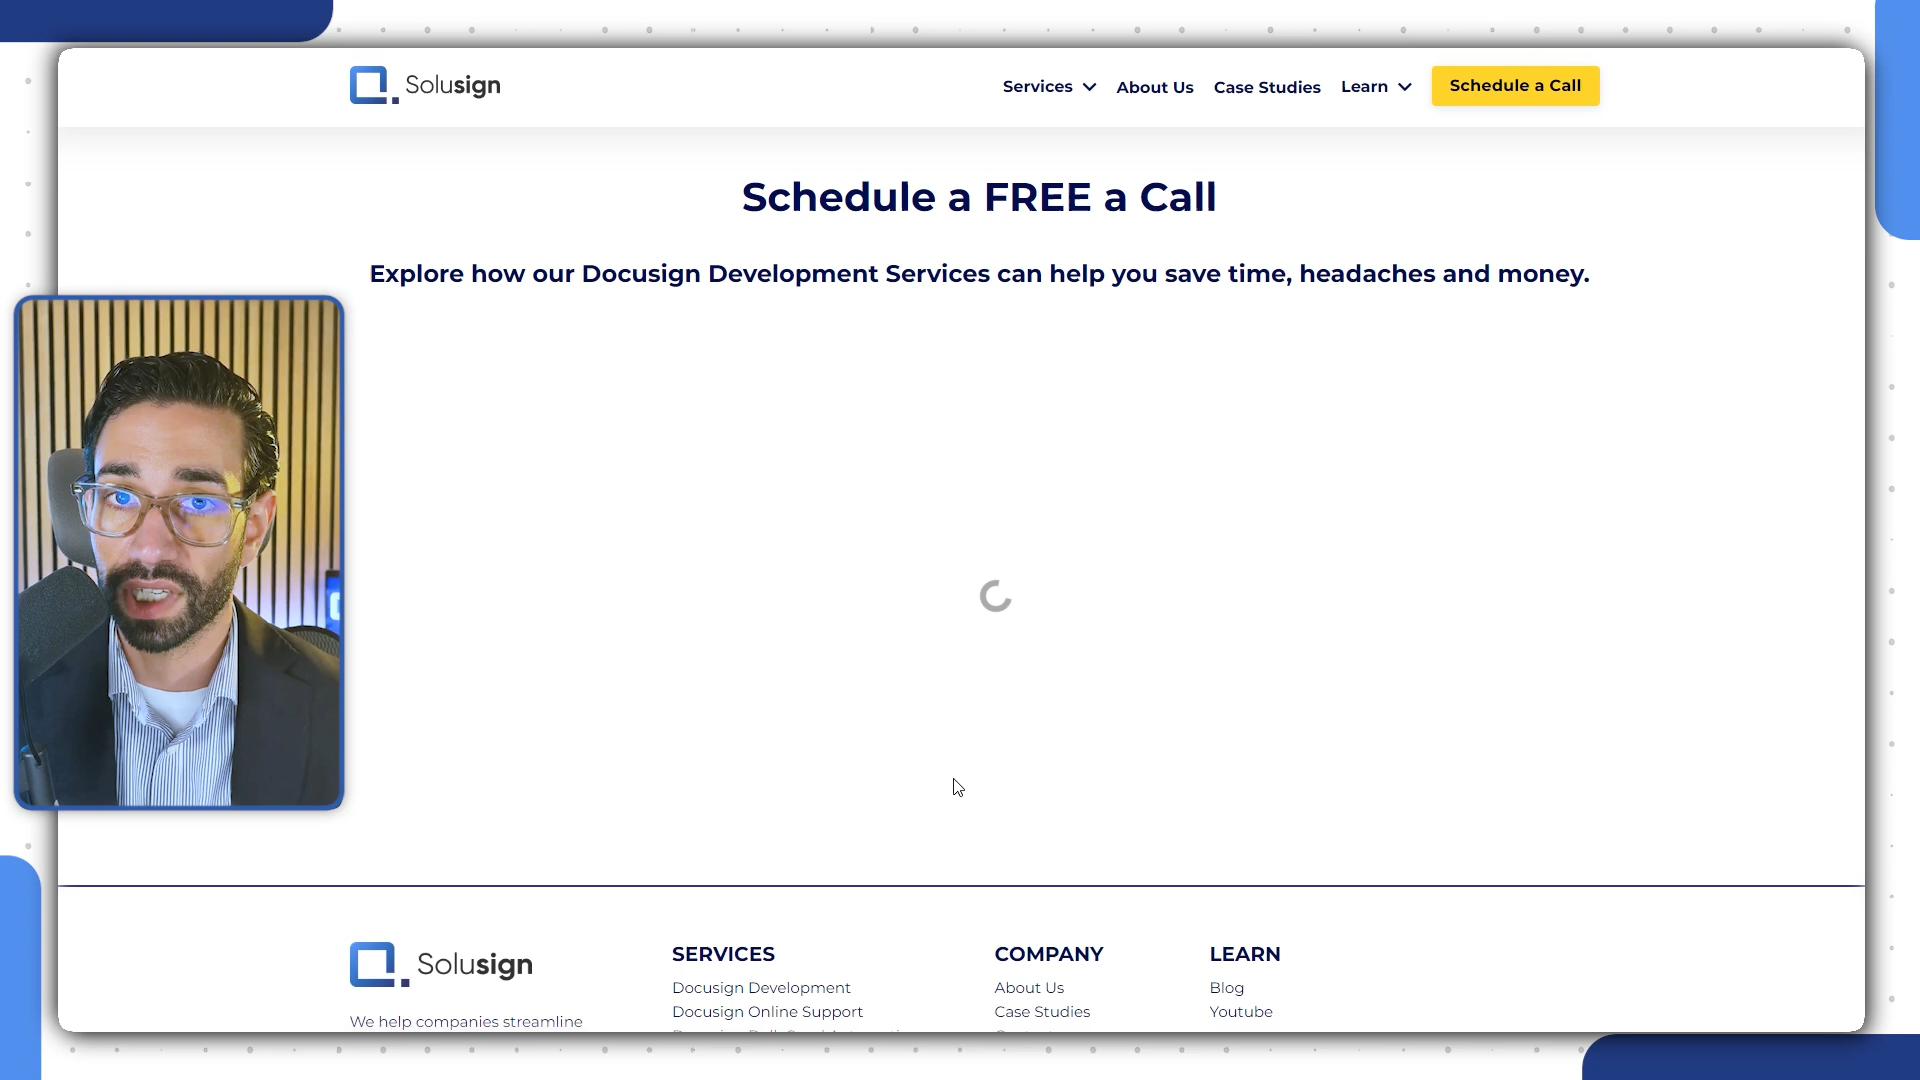 Solusign
Services
About Us
Case Studies
Learn
Schedule a Call
Schedule a FREE a Call
Explore how our Docusign Development Services can help you save time, headaches and money.
Solusign
We help companies streamline
SERVICES
Docusign Development
Docusign Online Support
COMPANY
About Us
Case Studies
LEARN
Blog
Youtube